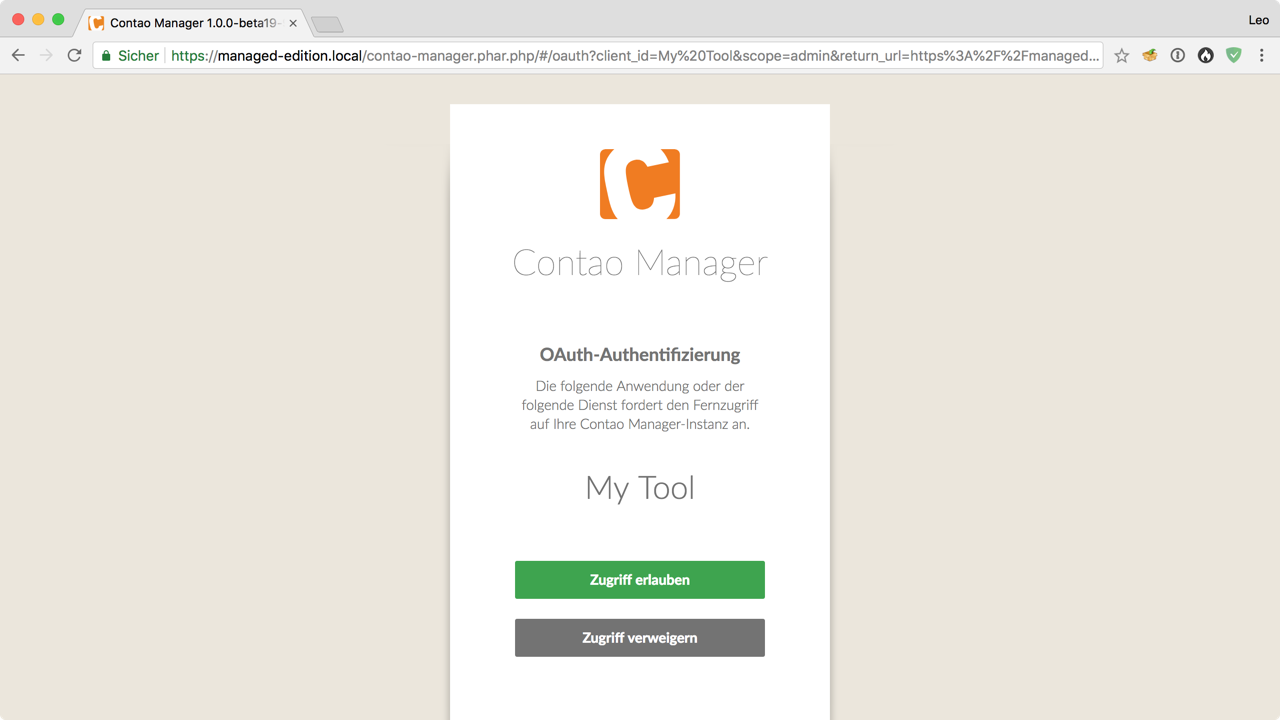 Contao Manager 1.0.0-beta19-
Leo
Sicher
https://managed-edition.local/contao-manager.phar.php/#/oauth?client_id=My%20Tool&scope=admin&return_url=https%3A%2F%2Fmanaged...
Contao Manager
OAuth-Authentifizierung
Die folgende Anwendung oder der
folgende Dienst fordert den Fernzugriff
auf Ihre Contao Manager-Instanz an.
My Tool
Zugriff erlauben
Zugriff verweigern